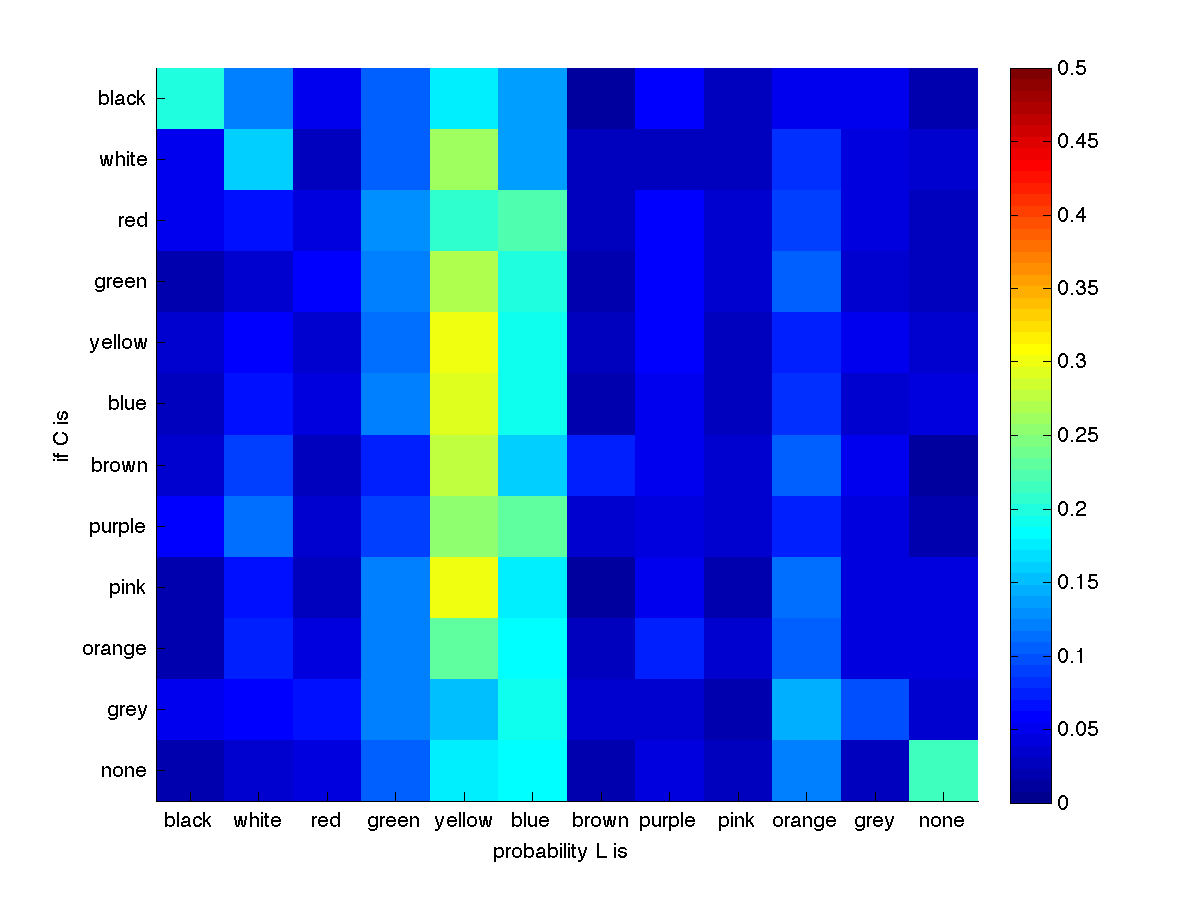 black
white
red
green
yellow
blue
brown
purple
pink
orange
grey
none
if C is
black white red green yellow blue brown purple pink orange grey none
probability L is
0.5
0.45
0.4
0.35
0.3
0.25
0.2
0.15
0.1
0.05
0